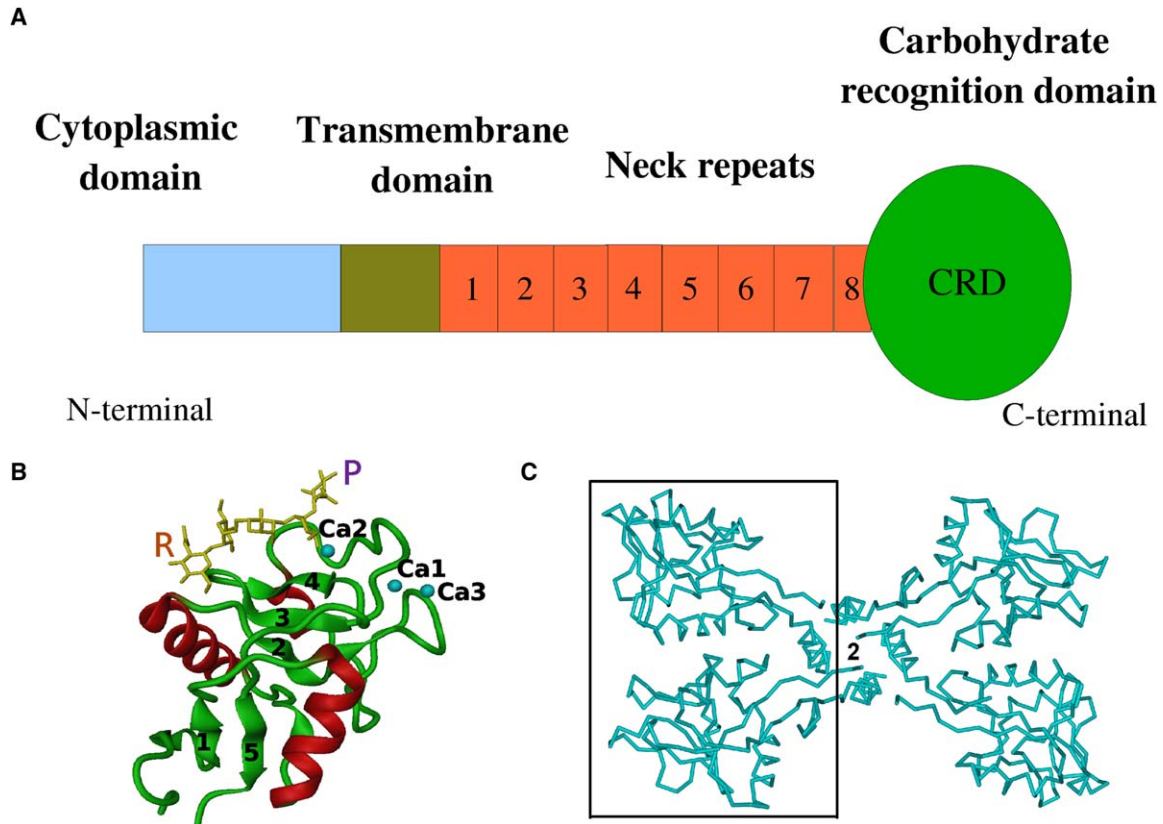 A
Carbohydrate
recognition domain
Cytoplasmic
domain
Transmembrane
domain
Neck repeats
1 2 3 4 5 6 7 8 CRD
N-terminal
C-terminal
B
P
R
Ca2
Ca1
Ca3
4
3
2
1
5
C
2